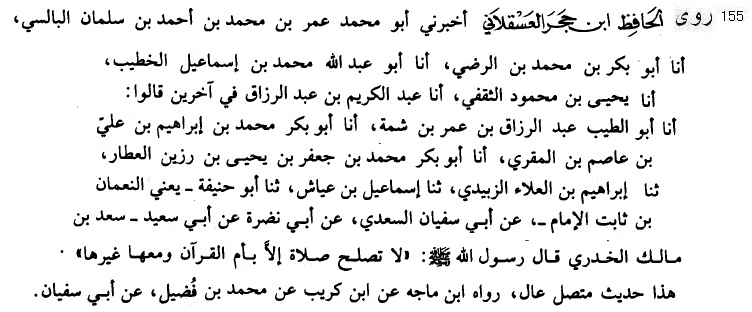 155 روى الحَافِظ ابن حَجَر العَسْقلاني أخبرني أبو محمد عمر بن محمد بن أحمد بن سلمان البالسي،
أنا أبو بكر بن محمد بن الرضي، أنا أبو عبد الله محمد بن إسماعيل الخطيب،
أنا يحيى بن محمود الثقفي، أنا عبد الكريم بن عبد الرزاق في آخرين قالوا:
أنا أبو الطيب عبد الرزاق بن عمر بن شمة، أنا أبو بكر محمد بن إبراهيم بن عليّ
بن عاصم بن المقري، أنا أبو بكر محمد بن جعفر بن يحيى بن رزين العطار،
ثنا إبراهيم بن العلاء الزبيدي، ثنا إسماعيل بن عياش، ثنا أبو حنيفة ـ يعني النعمان
بن ثابت الإمام ـ، عن أبي سفيان السعدي، عن أبي نضرة عن أبي سعيد ـ سعد بن
مالك الخدري قال رسول الله ﷺ: «لا تصلح صلاة إلاَّ بأم القرآن ومعها غيرها» .
هذا حديث متصل عال، رواه ابن ماجه عن ابن كريب عن محمد بن فُضيل، عن أبي سفيان.